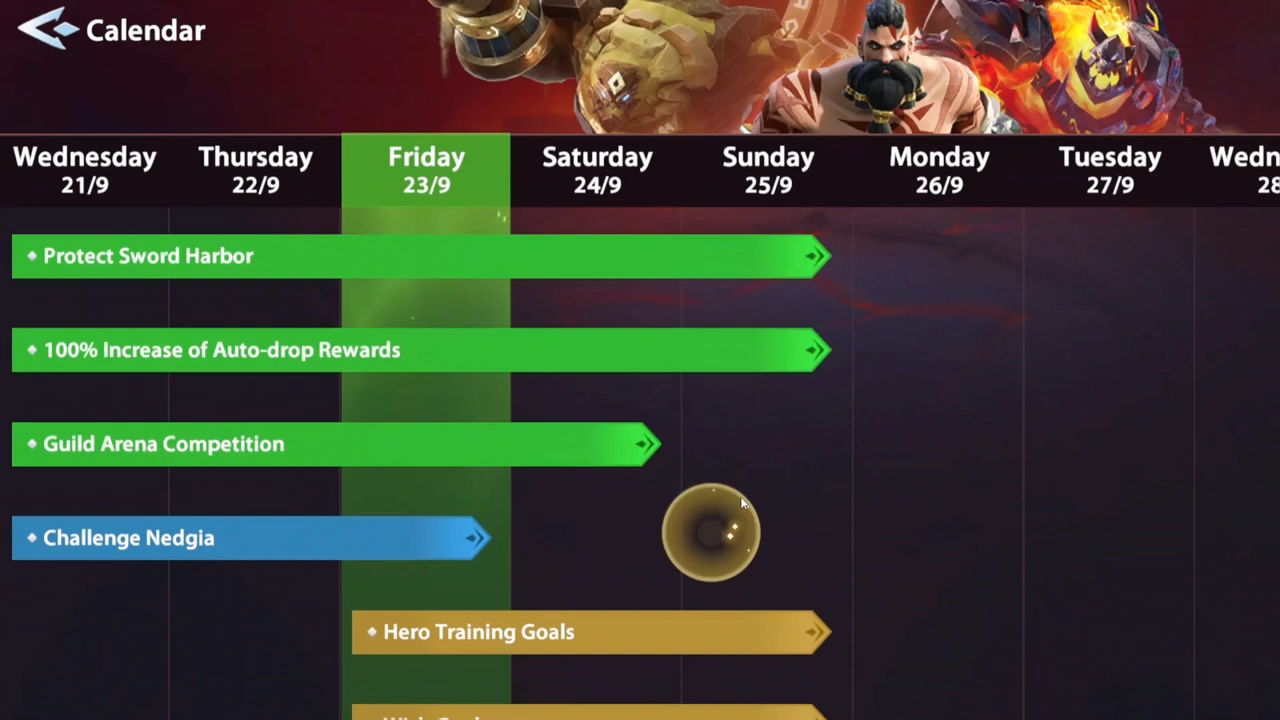 Calendar
Wednesday Thursday Friday Saturday Sunday Monday Tuesday Wedn
21/9 22/9 23/9 24/9 25/9 26/9 27/9 28
Protect Sword Harbor
100% Increase of Auto-drop Rewards
Guild Arena Competition
Challenge Nedgia
Hero Training Goals